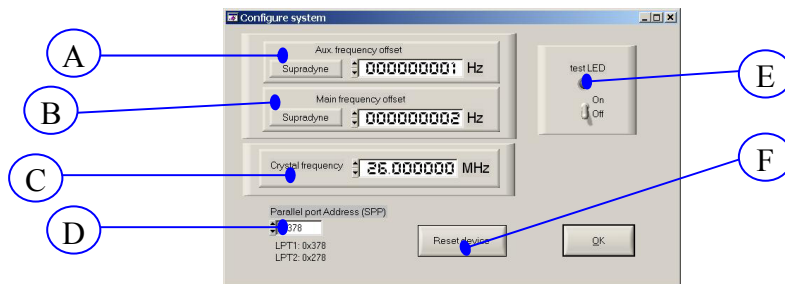 Configure system
A
Aux. frequency offset
Supradyne 000000001 Hz
test LED
E
B
Main frequency offset
Supradyne 000000002 Hz
On
Off
C
Crystal frequency 26.000000 MHz
F
D
Parallel port Address (SPP)
378
LPT1: 0x378
LPT2: 0x278
Reset device
OK